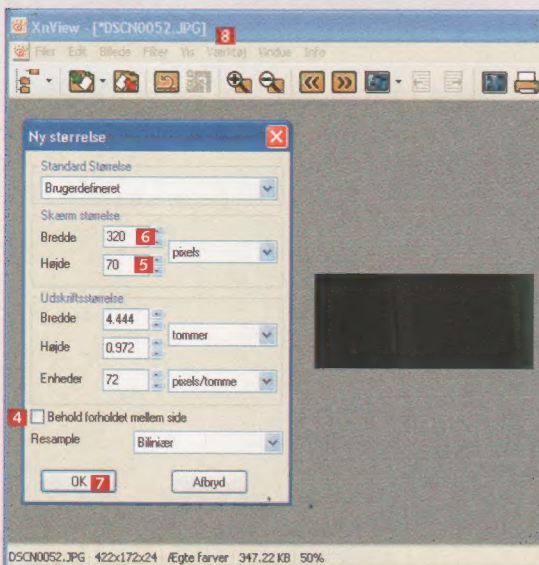 XnView - [*DSCN0052.JPG]
8
Filer Edit Billede Filter Vis Værktøj Vindue Info
Ny størrelse
Standard Størrelse
Brugerdefineret
Skærm størrelse
Bredde 320 6 pixels
Højde 70 5
Udskriftsstørrelse
Bredde 4.444 tommer
Højde 0.972
Enheder 72 pixels/tomme
4 Behold forholdet mellem side
Resample Biliniær
OK 7 Afbryd
DSCN0052.JPG 422x172x24 Ægte farver 347.22 KB 50%